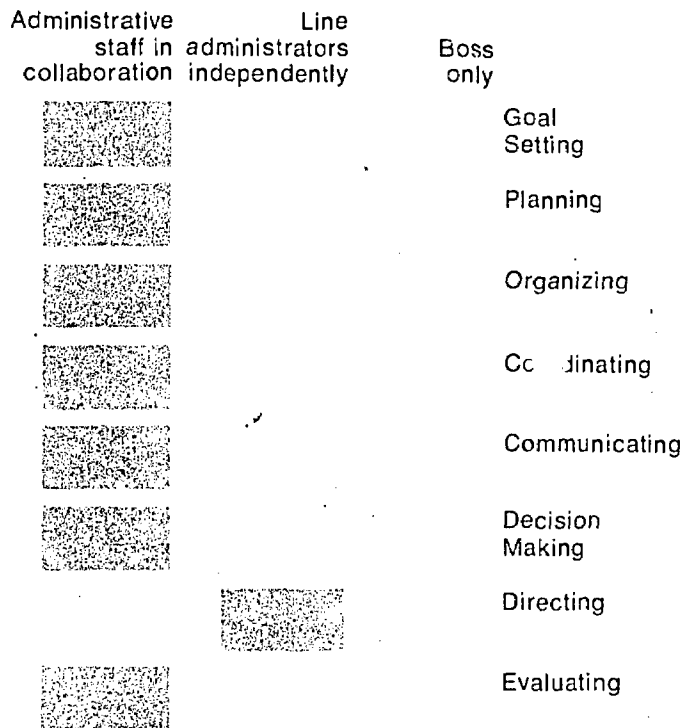 Administrative
staff in
collaboration
Line
administrators
independently
Boss
only
Goal
Setting
Planning
Organizing
Communicating
Decision
Making
Directing
Evaluating